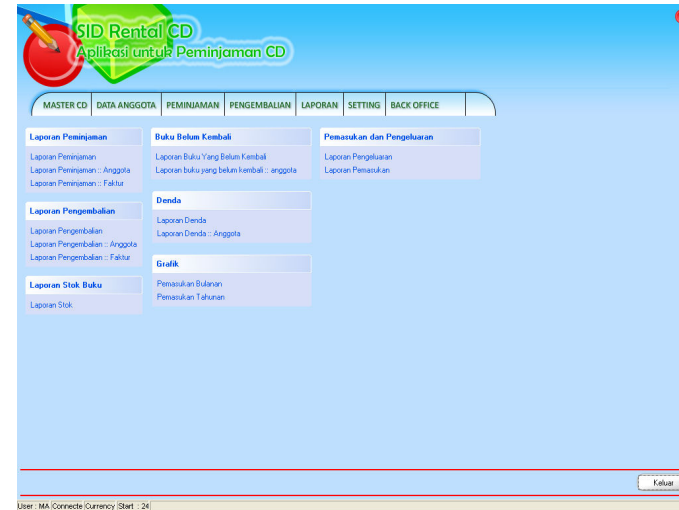 SID Rental CD
Aplikasi untuk Peminjaman CD
MASTER CD DATA ANGGOTA PEMINJAMAN PENGEMBALIAN LAPORAN SETTING BACK OFFICE
Laporan Peminjaman
Laporan Peminjaman
Laporan Peminjaman :: Anggota
Laporan Peminjaman :: Faktur
Laporan Pengembalian
Laporan Pengembalian
Laporan Pengembalian :: Anggota
Laporan Pengembalian :: Faktur
Laporan Stok Buku
Laporan Stok
Buku Belum Kembali
Laporan Buku Yang Belum Kembali
Laporan buku yang belum kembali :: anggota
Denda
Laporan Denda
Laporan Denda :: Anggota
Grafik
Pemasukan Bulanan
Pemasukan Tahunan
Pemasukan dan Pengeluaran
Laporan Pengeluaran
Laporan Pemasukan
Keluar
User : MA Connecte Currency Start : 24